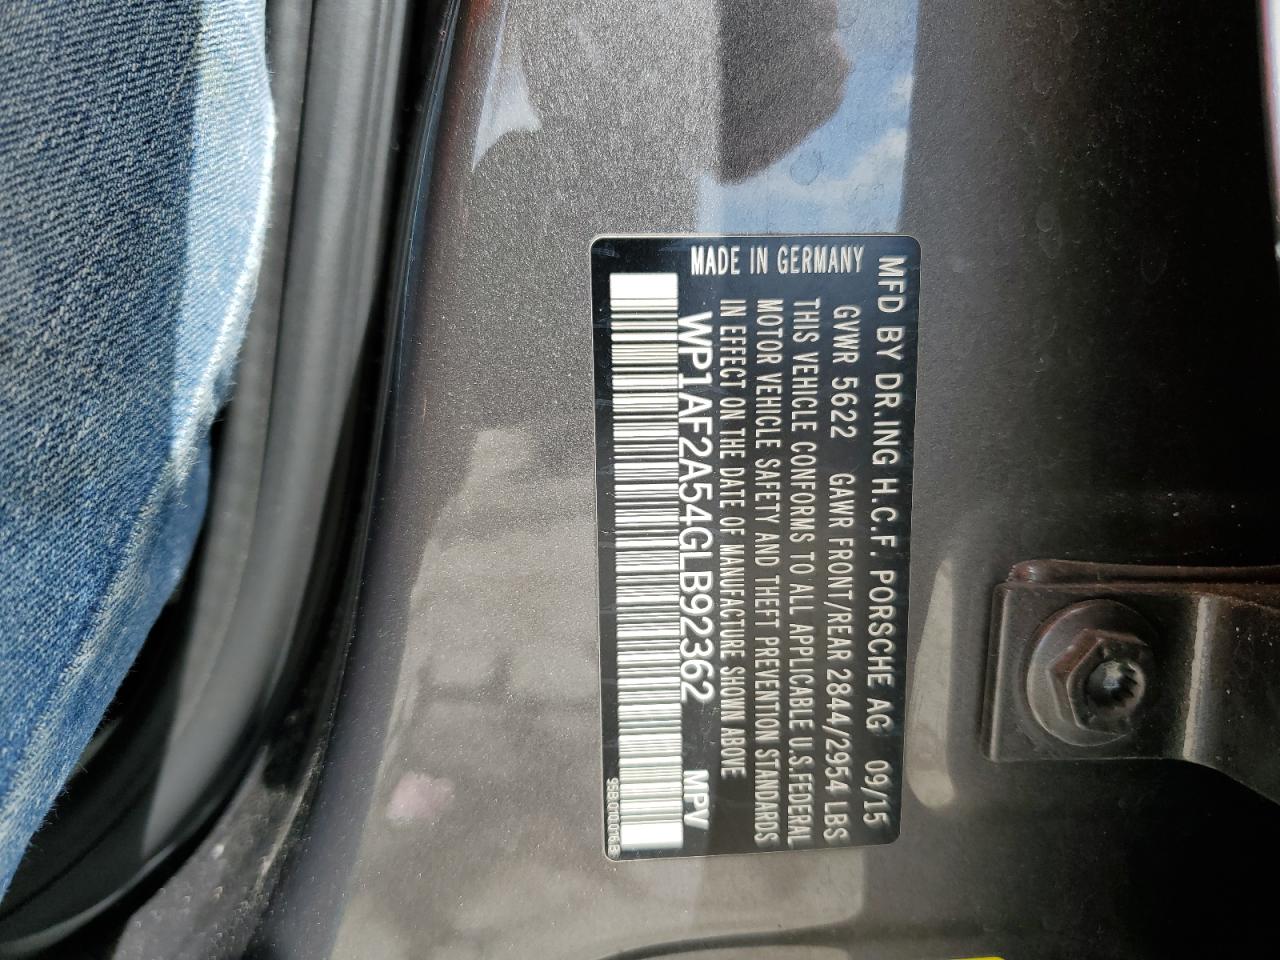 MFD BY DR.ING H.C.F. PORSCHE AG 09/15
GVWR 5622 GAWR FRONT/REAR 2844/2954 LBS
THIS VEHICLE CONFORMS TO ALL APPLICABLE U.S.FEDERAL
MOTOR VEHICLE SAFETY AND THEFT PREVENTION STANDARDS
IN EFFECT ON THE DATE OF MANUFACTURE SHOWN ABOVE
MADE IN GERMANY
WP1AF2A54GLB92362 MPV